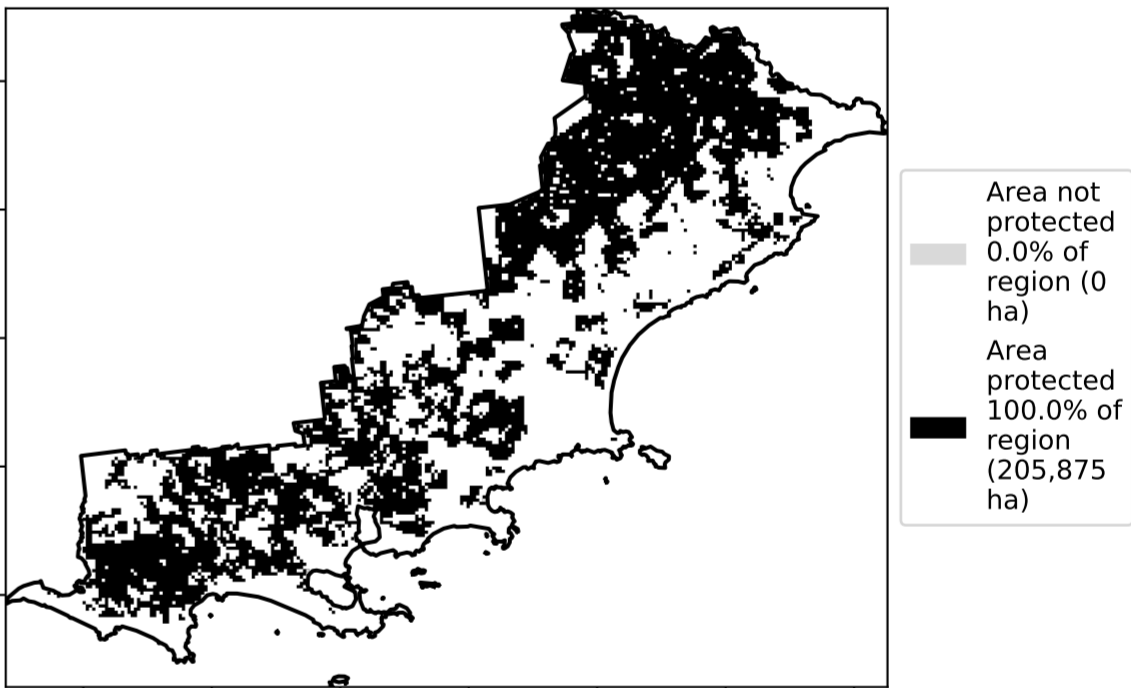 Area not
protected
0.0% of
region (0
ha)
Area
protected
100.0% of
region
(205,875
ha)